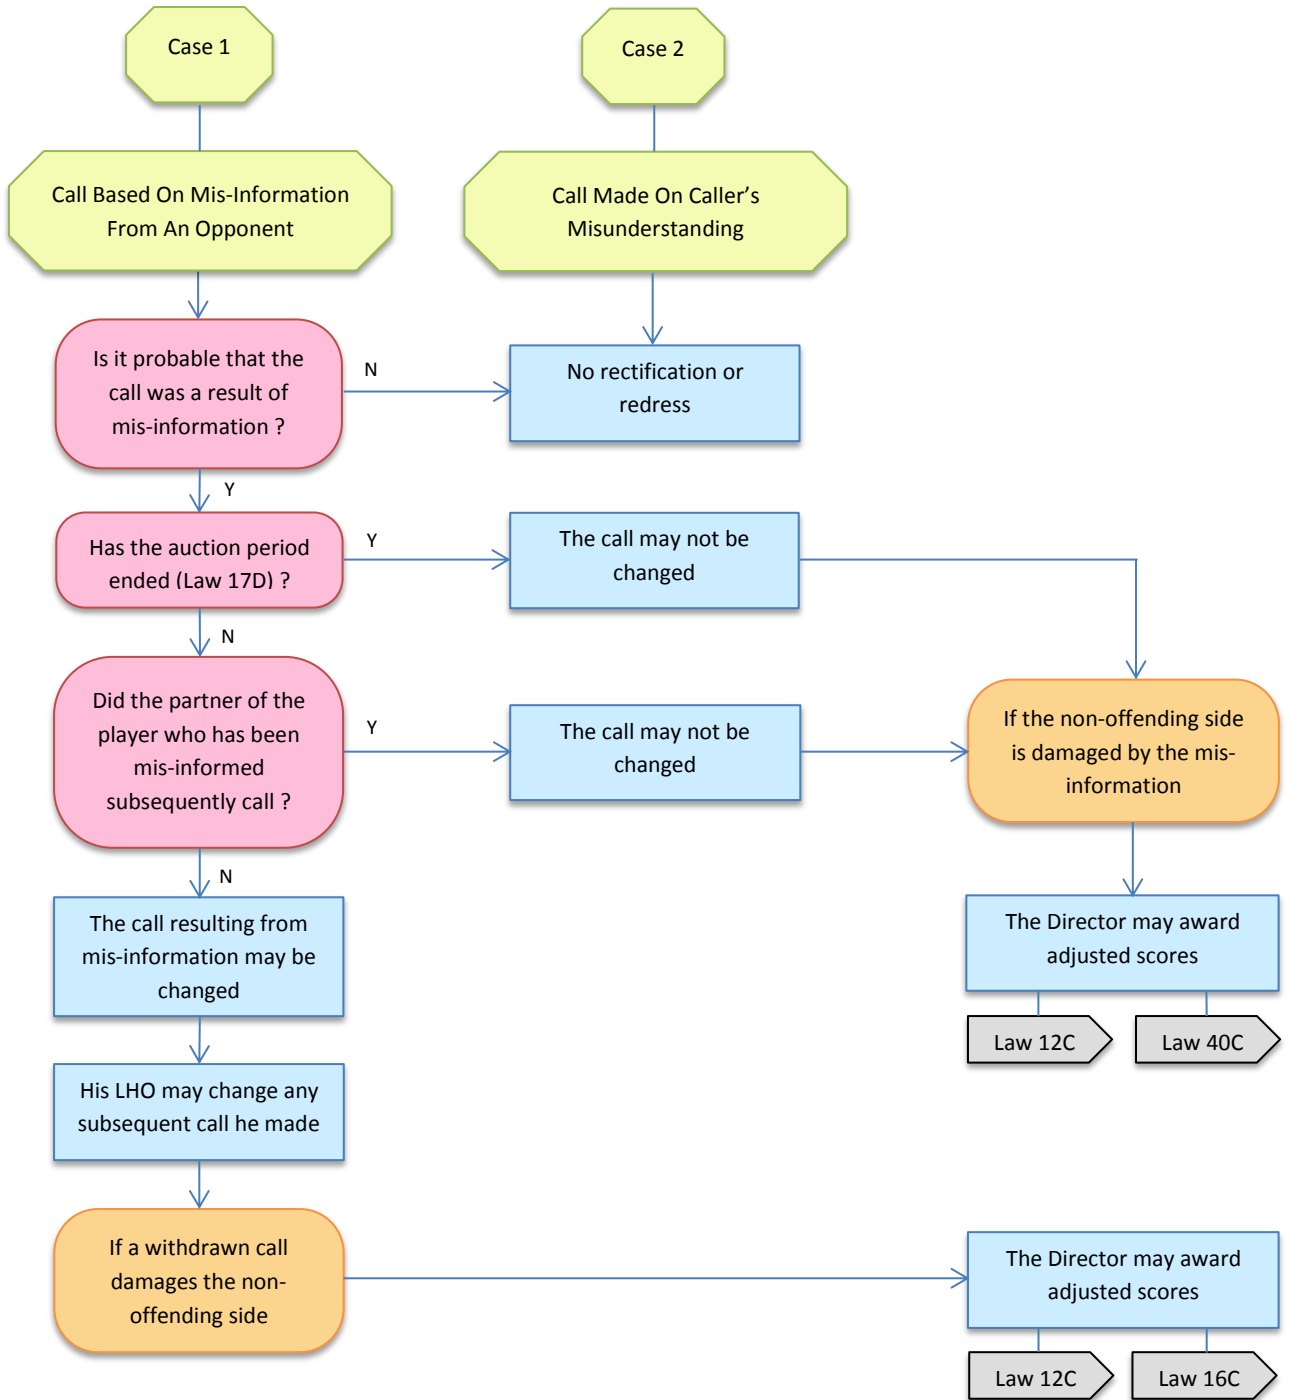 Case 1
Case 2
Call Based On Mis-Information
From An Opponent
Call Made On Caller's
Misunderstanding
Is it probable that the
call was a result of
mis-information ?
N
No rectification or
redress
Y
Has the auction period
ended (Law 17D) ?
Y
The call may not be
changed
N
Did the partner of the
player who has been
mis-informed
subsequently call ?
Y
The call may not be
changed
If the non-offending side
is damaged by the mis-
information
N
The call resulting from
mis-information may be
changed
The Director may award
adjusted scores
Law 12C
Law 40C
His LHO may change any
subsequent call he made
If a withdrawn call
damages the non-
offending side
The Director may award
adjusted scores
Law 12C
Law 16C